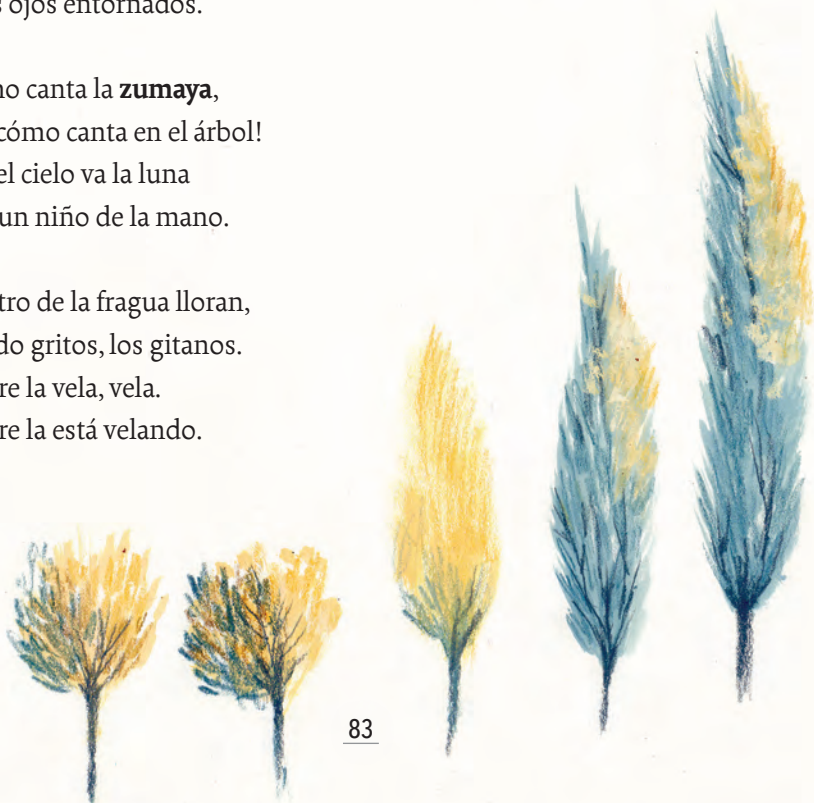 s ojos entornados.
no canta la zumaya,
cómo canta en el árbol!
el cielo va la luna
un niño de la mano.
tro de la fragua lloran,
do gritos, los gitanos.
re la vela, vela.
re la está velando.
83